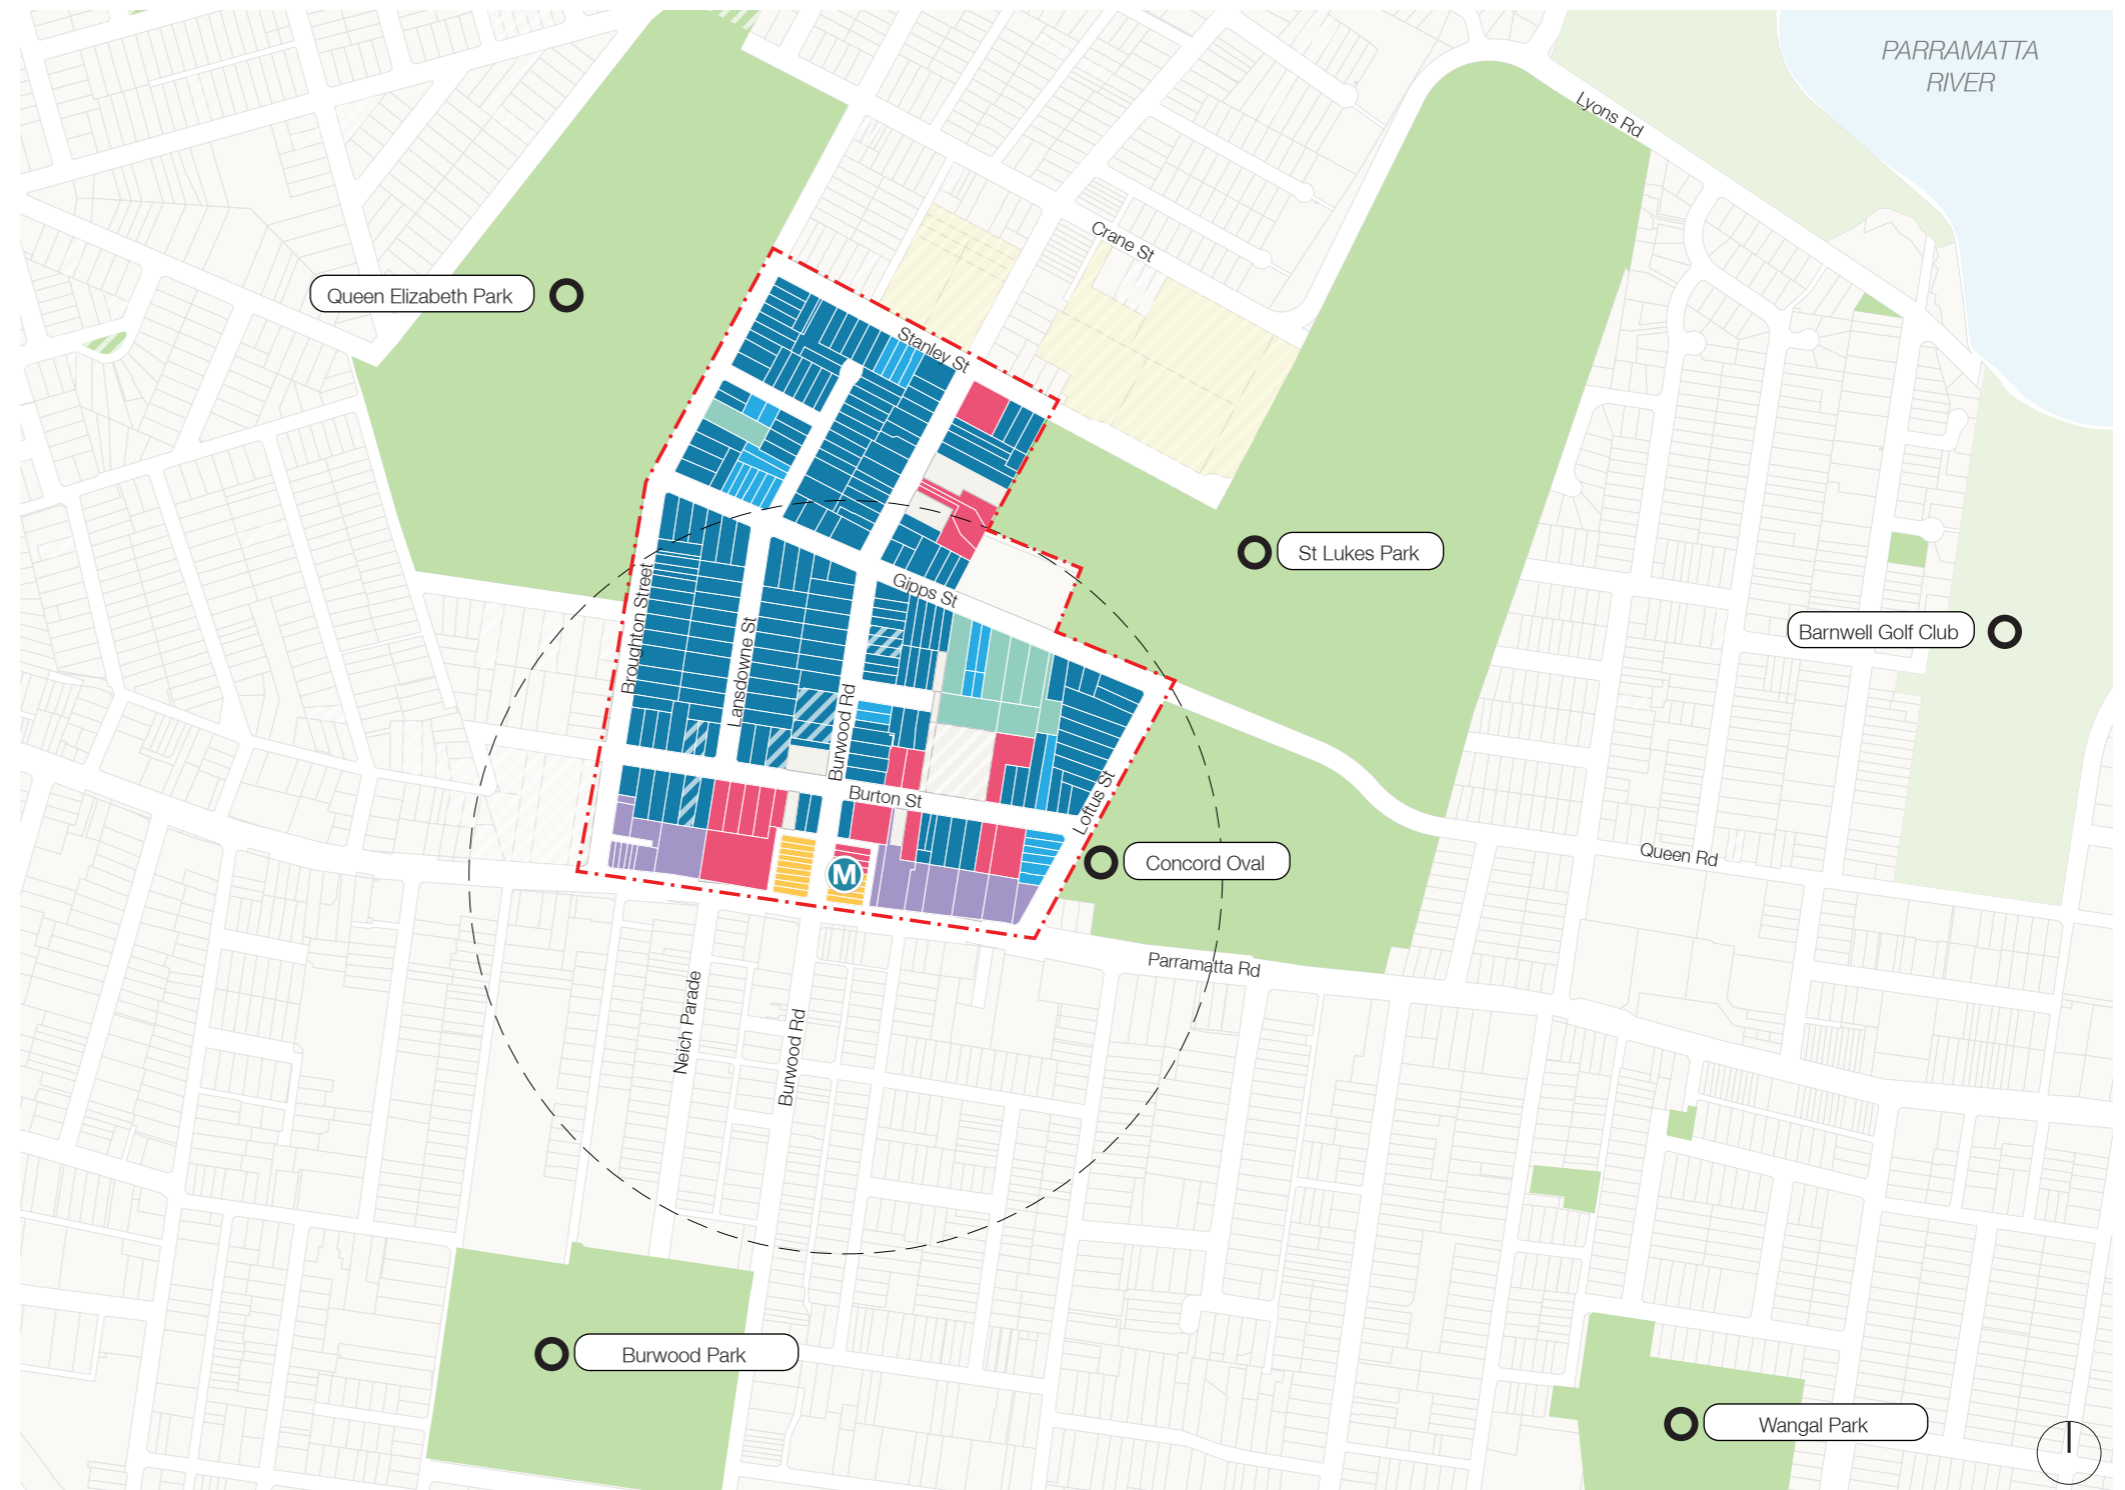 PARRAMATTA
RIVER
Lyons Rd
Crane St
Queen Elizabeth Park
Stanley St
St Lukes Park
Gipps St
Broughton Street
Barnwell Golf Club
Lansdowne St
Burwood Rd
Burton St
Loftus St
M
Concord Oval
Queen Rd
Parramatta Rd
Neich Parade
Burwood Rd
Burwood Park
Wangal Park